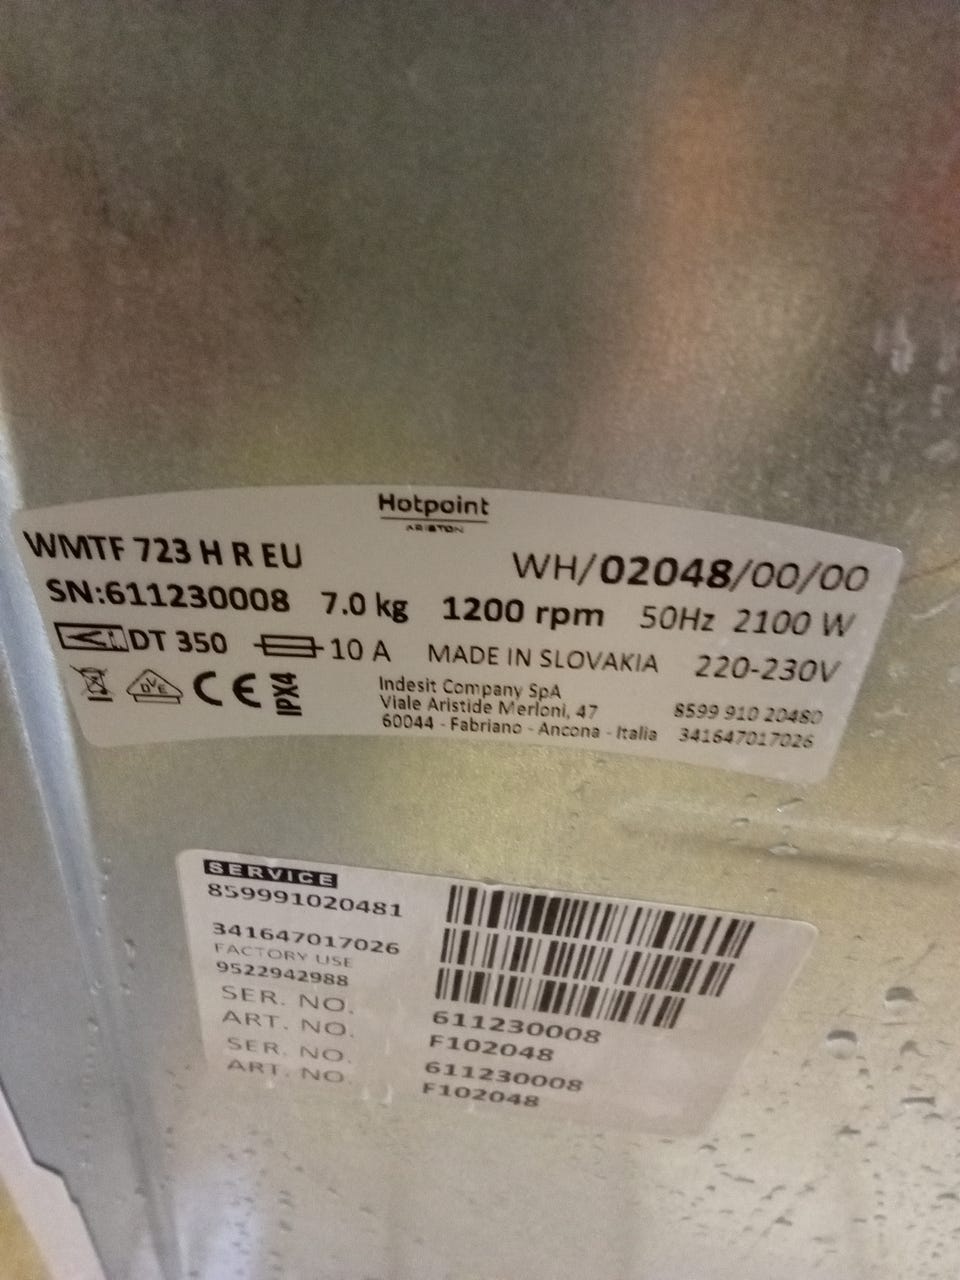 Hotpoint
ARISTON
WMTF 723 H R EU
WH/02048/00/00
SN:611230008 7.0 kg 1200 rpm 50Hz 2100 W
DT 350 10 A MADE IN SLOVAKIA 220-230V
DVE CE IPX4
Indesit Company SpA
Viale Aristide Merloni, 47
60044 - Fabriano - Ancona - Italia
8599 910 20480
341647017026
SERVICE
859991020481
341647017026
FACTORY USE
9522942988
SER. NO. 611230008
ART. NO. F102048
SER. NO. 611230008
ART. NO. F102048